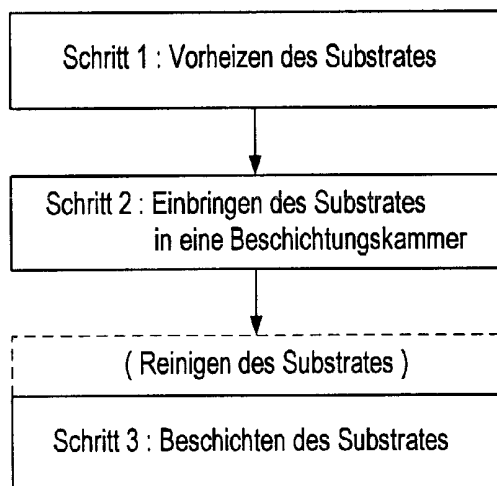 Schritt 1 : Vorheizen des Substrates
Schritt 2 : Einbringen des Substrates
in eine Beschichtungskammer
( Reinigen des Substrates )
Schritt 3 : Beschichten des Substrates